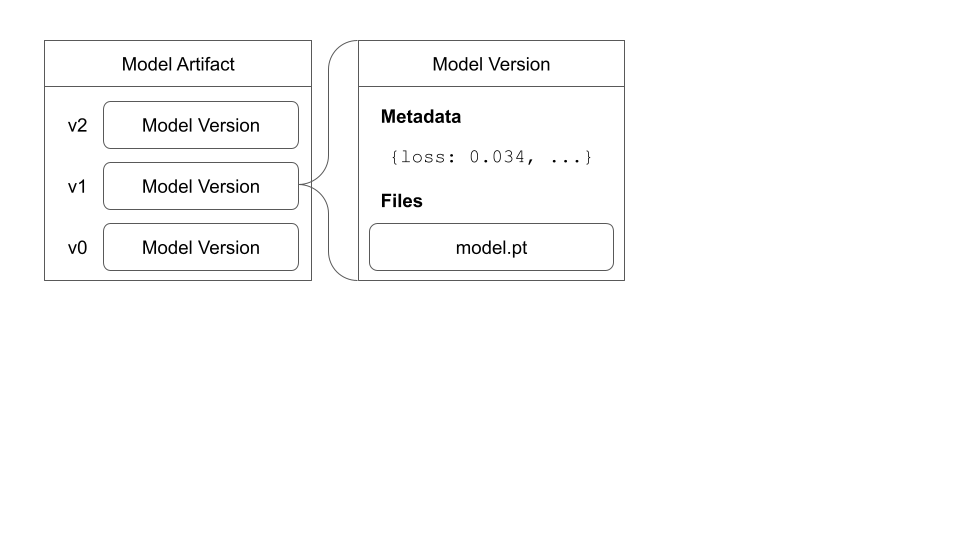 Model Artifact
v2 Model Version
v1 Model Version
v0 Model Version
Model Version
Metadata
{loss: 0.034, ...}
Files
model.pt